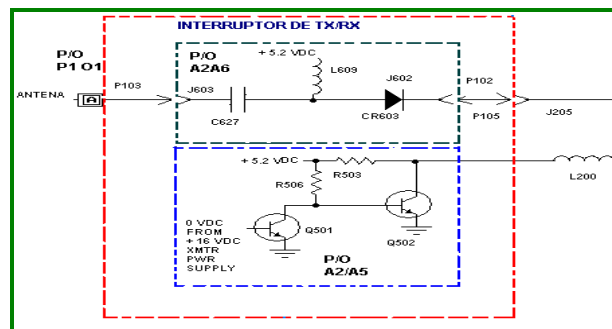 INTERRUPTOR DE TX/RX
P/O
P1 01
P/O
A2A6
+ 5.2 VDC
L609
J602
P103
P102
ANTENA
A
J603
C627
CR603
P105
J205
+ 5.2 VDC
R503
R506
L200
0 VDC
FROM
+ 16 VDC
XMTR
PWR
SUPPLY
Q501
Q502
P/O
A2/A5